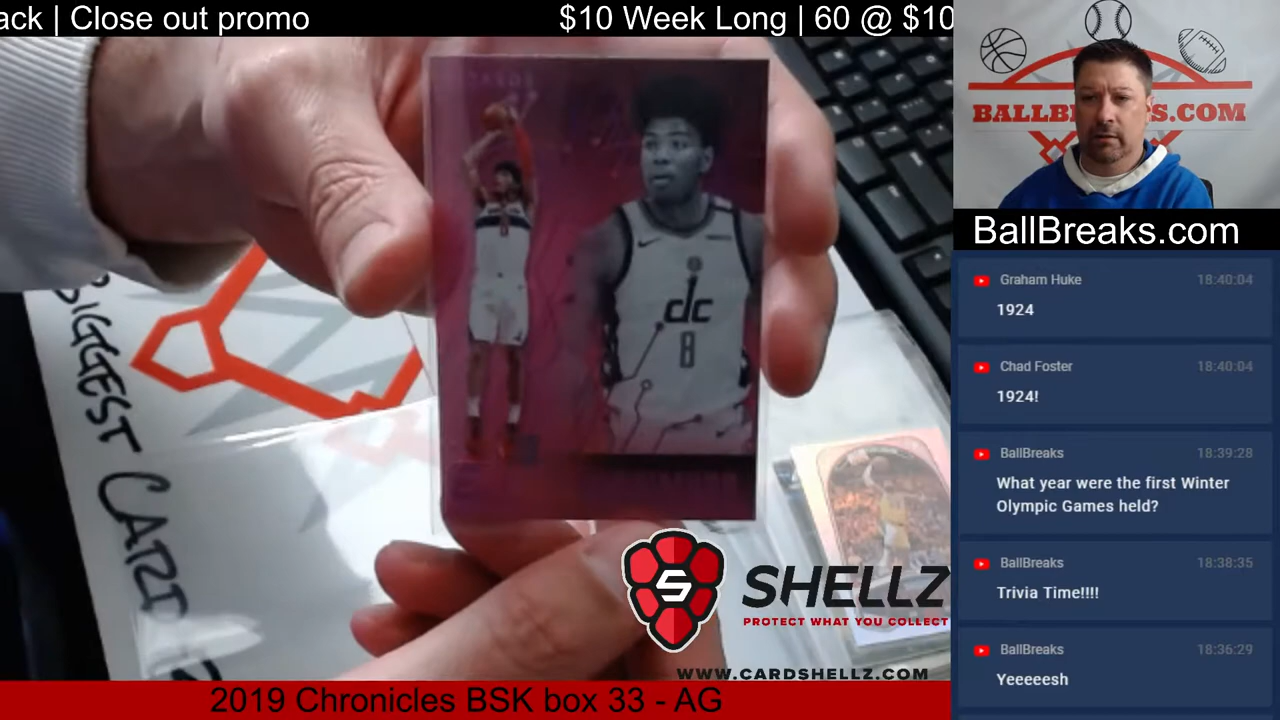 ack | Close out promo
$10 Week Long | 60 @ $10
BALLBREAKS.COM
BallBreaks.com
Graham Huke 18:40:04
1924
Chad Foster 18:40:04
1924!
BallBreaks 18:39:28
What year were the first Winter
Olympic Games held?
BallBreaks 18:38:35
Trivia Time!!!!
BallBreaks 18:36:29
Yeeeeesh
dc
8
BIGGEST CARD
S
SHELLZ
PROTECT WHAT YOU COLLECT
WWW.CARDSHELLZ.COM
2019 Chronicles BSK box 33 - AG